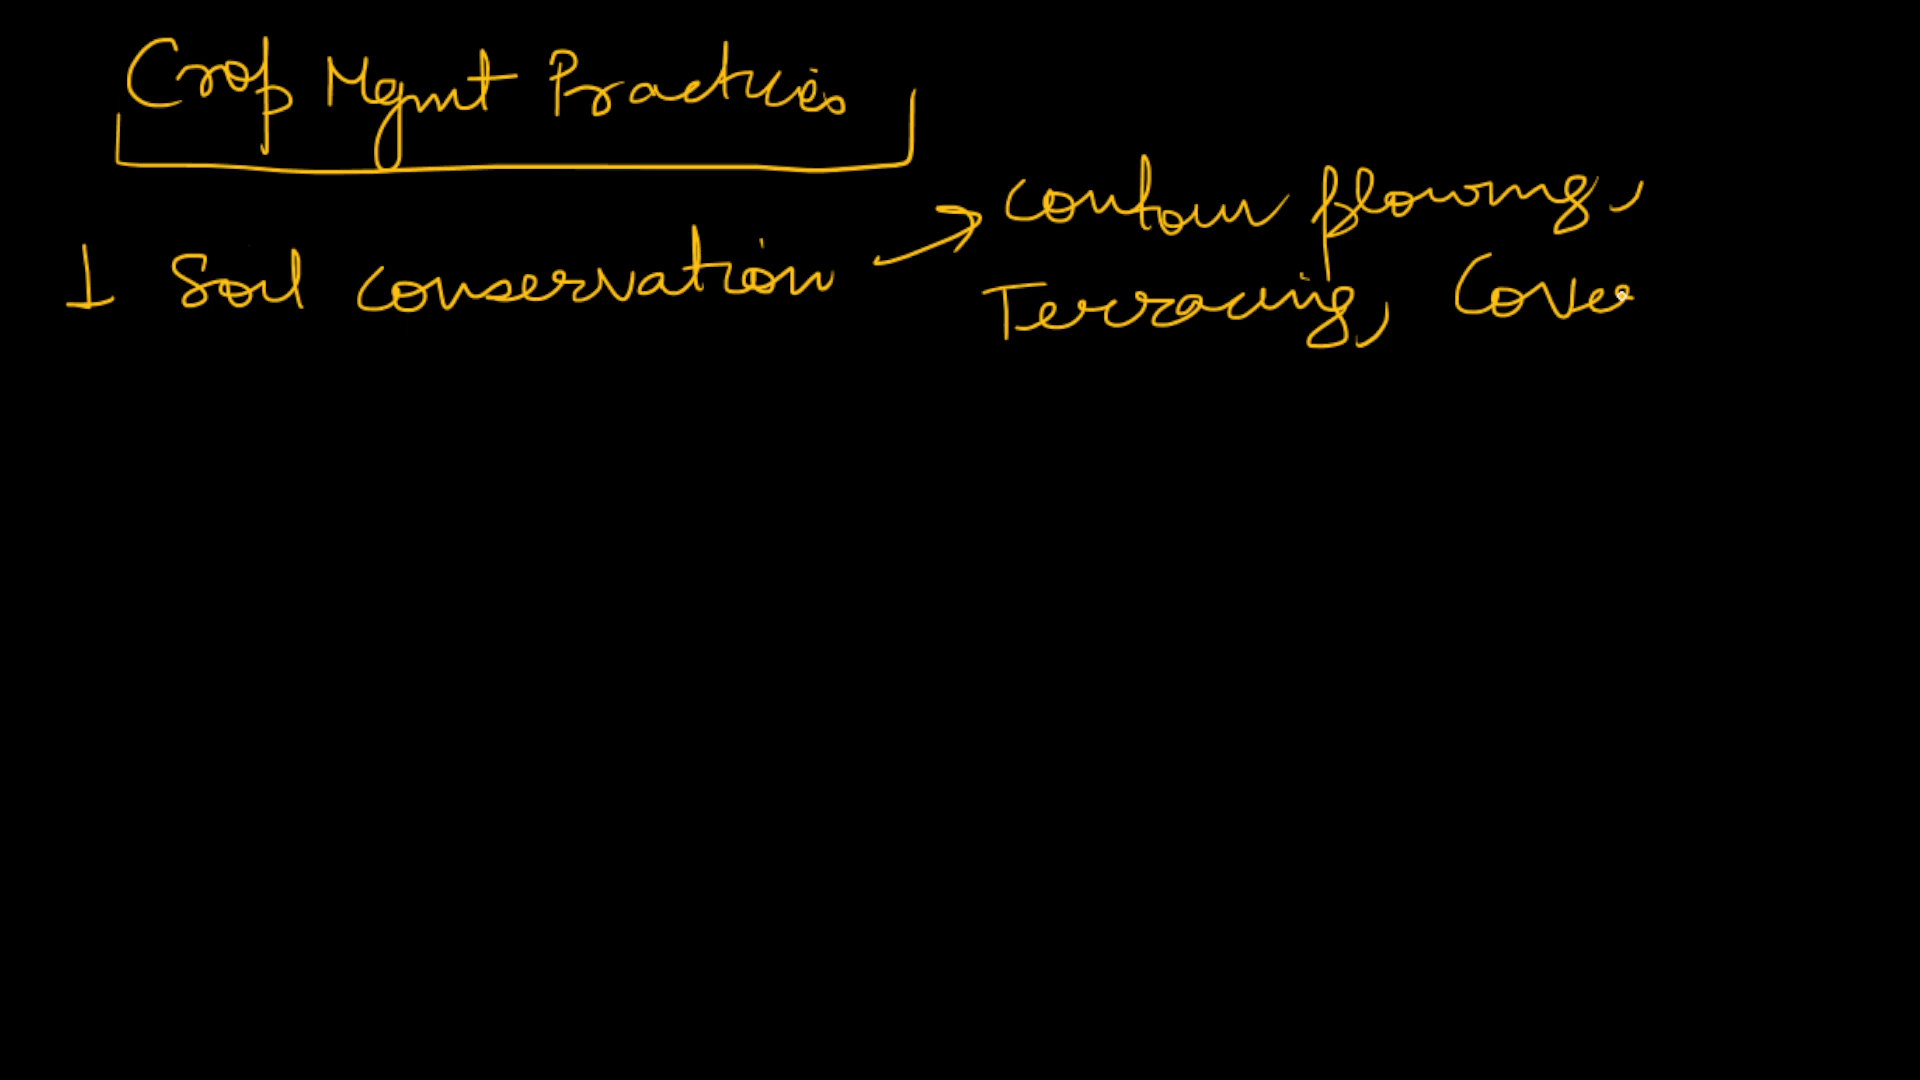 Crop Mgmt Practices
1 Soil conservation → contour plowing,
Terracing, Cove